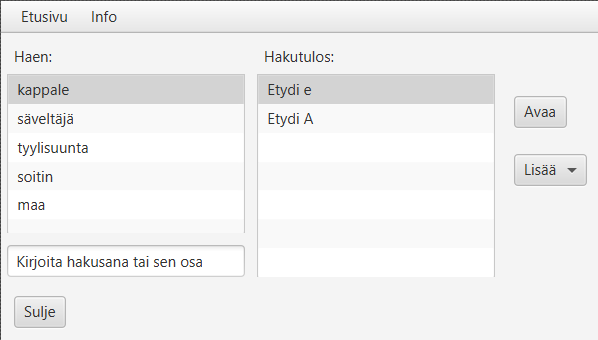 Etusivu Info
Haen:
kappale
säveltäjä
tyylisuunta
soitin
maa
Kirjoita hakusana tai sen osa
Sulje
Hakutulos:
Etydi e
Etydi A
Avaa
Lisää